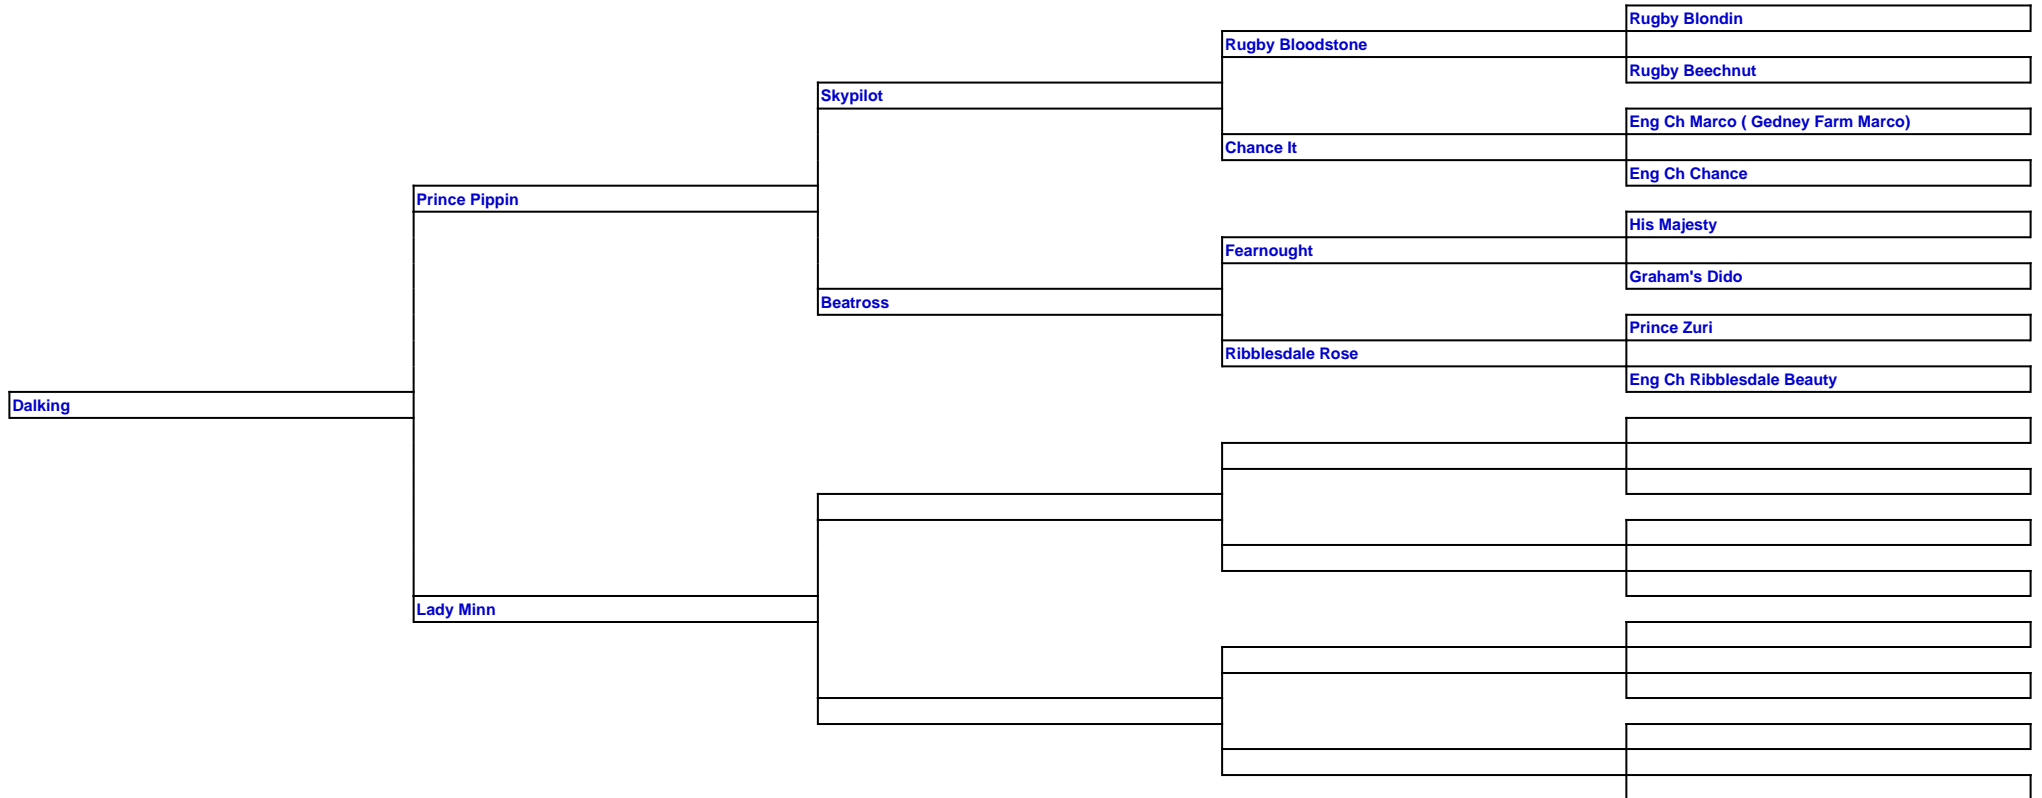 Rugby Blondin
Rugby Bloodstone
Rugby Beechnut
Skypilot
Eng Ch Marco ( Gedney Farm Marco)
Chance It
Eng Ch Chance
Prince Pippin
His Majesty
Fearnought
Graham's Dido
Beatross
Prince Zuri
Ribblesdale Rose
Eng Ch Ribblesdale Beauty
Dalking
Lady Minn